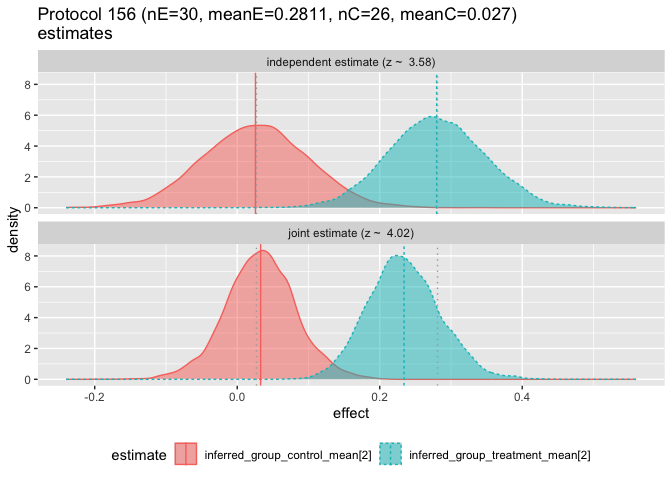 Protocol 156 (nE=30, meanE=0.2811, nC=26, meanC=0.027)
estimates
independent estimate (z ~  3.58)
8
6
4
2
0
joint estimate (z ~  4.02)
8
6
4
2
0
density
-0.2
0.0
0.2
0.4
effect
estimate
inferred_group_control_mean[2]
inferred_group_treatment_mean[2]